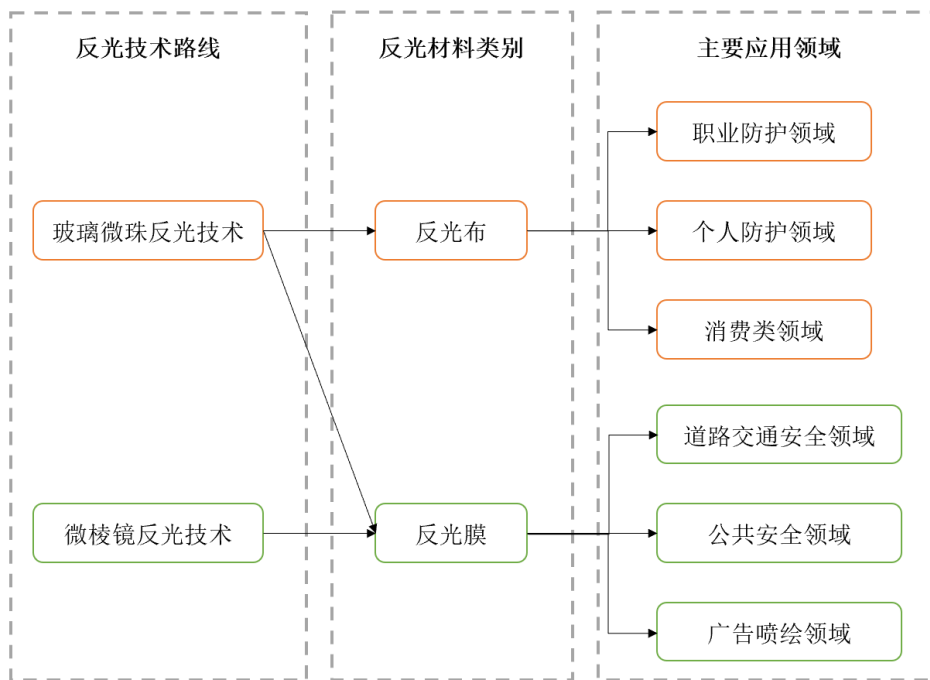 反光技术路线
反光材料类别
主要应用领域
职业防护领域
玻璃微珠反光技术
反光布
个人防护领域
消费类领域
道路交通安全领域
微棱镜反光技术
反光膜
公共安全领域
广告喷绘领域